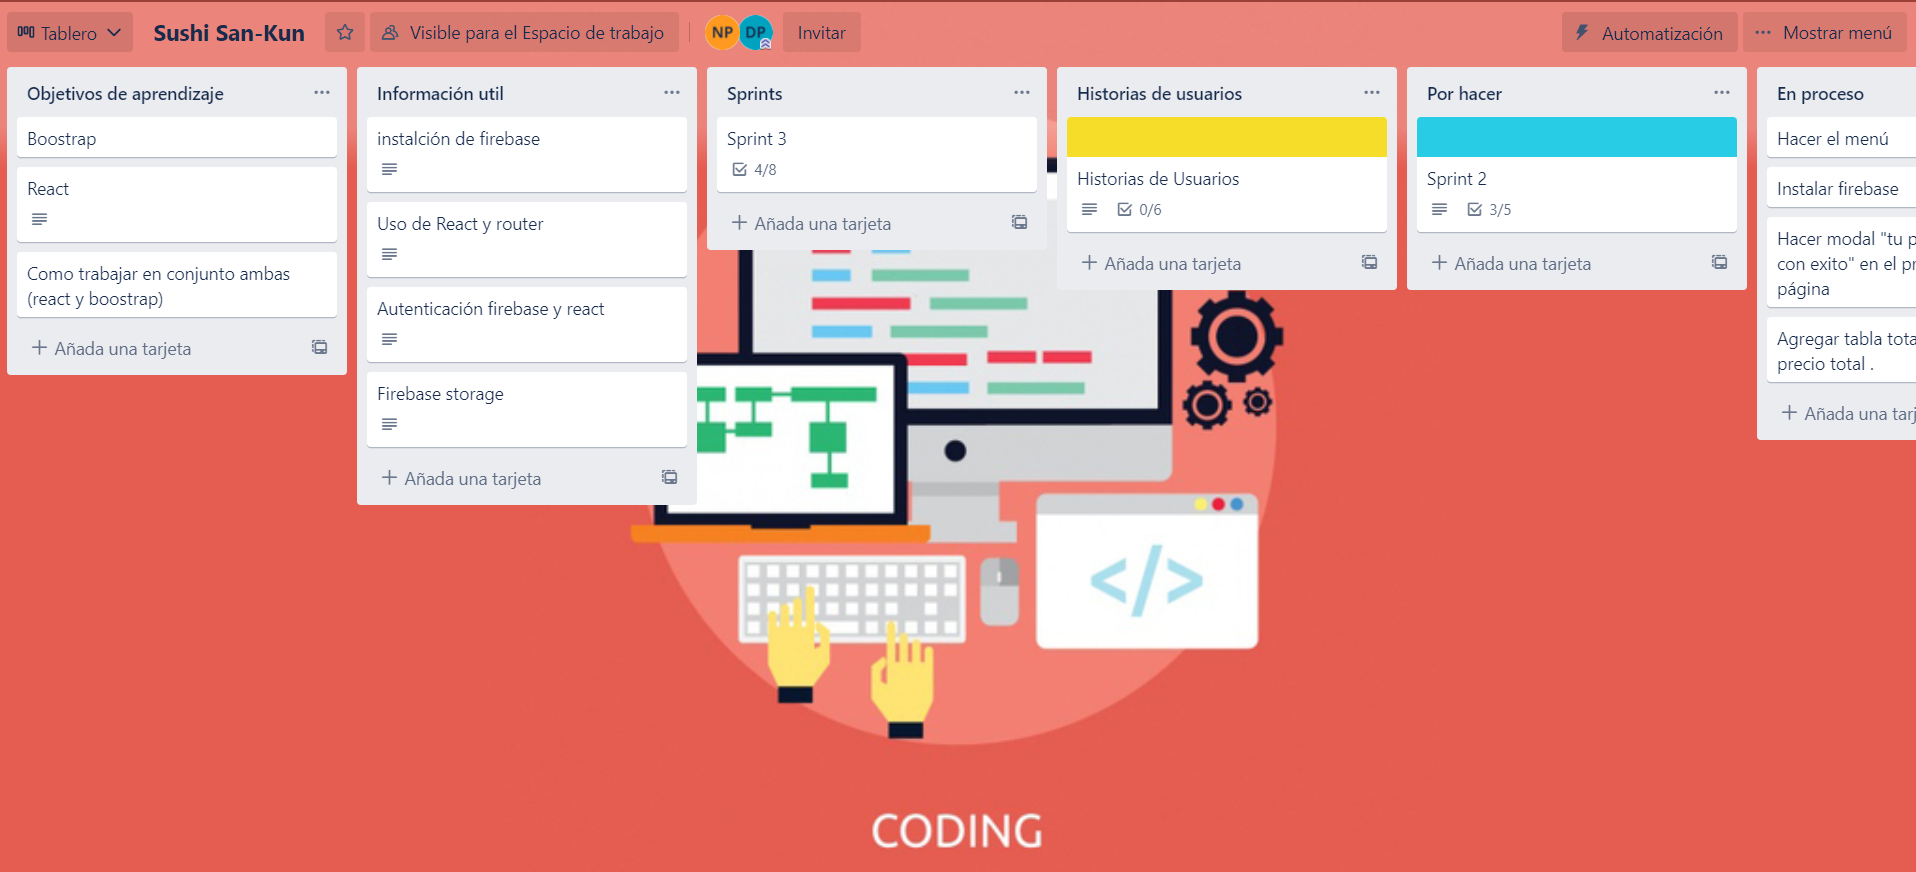 Tablero
Sushi San-Kun
Visible para el Espacio de trabajo
NP
DP
Invitar
Automatización
Mostrar menú
Objetivos de aprendizaje
Boostrap
React
Como trabajar en conjunto ambas
(react y boostrap)
Añada una tarjeta
Información util
instalción de firebase
Uso de React y router
Autenticación firebase y react
Firebase storage
Añada una tarjeta
Sprints
Sprint 3
4/8
Añada una tarjeta
Historias de usuarios
Historias de Usuarios
0/6
Añada una tarjeta
Por hacer
Sprint 2
3/5
Añada una tarjeta
En proceso
Hacer el menú
Instalar firebase
Hacer modal "tu p
con exito" en el pr
página
Agregar tabla tota
precio total .
Añada una tarj
</>
CODING